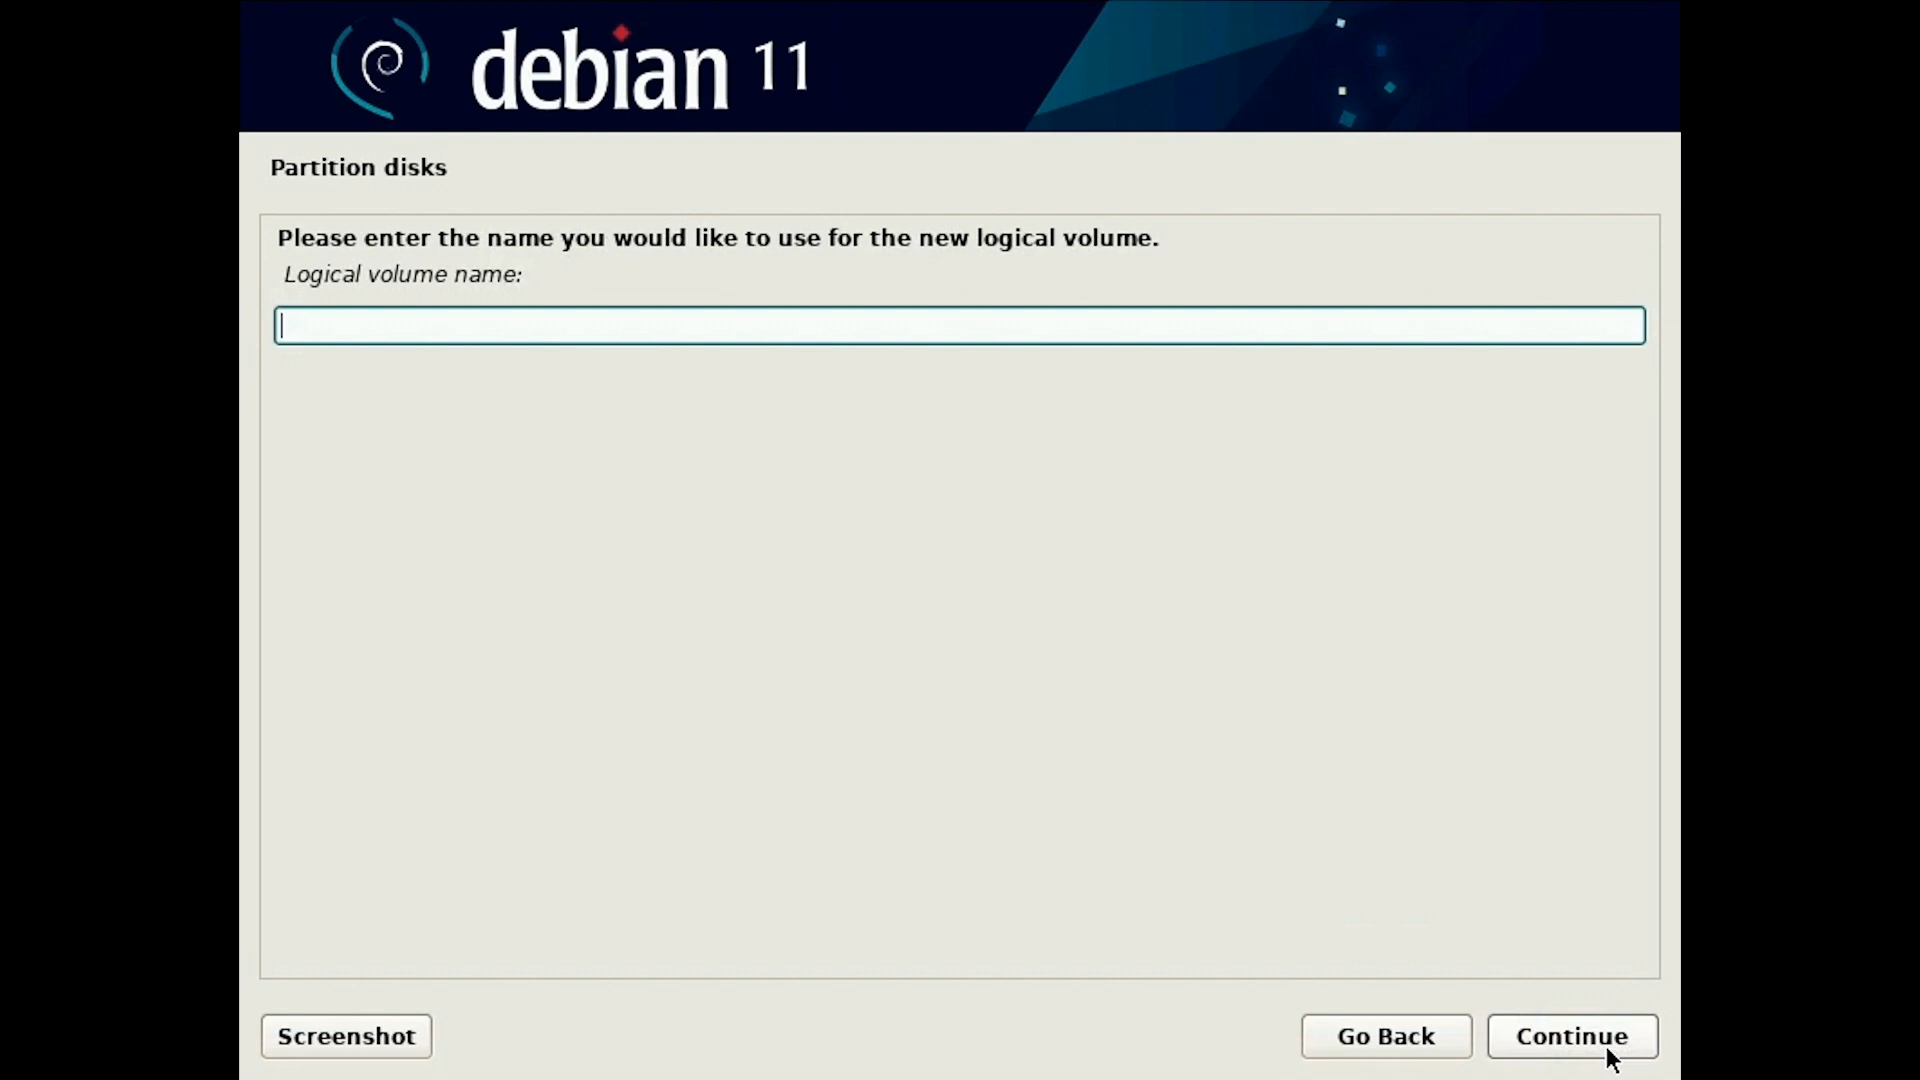 debian 11
Partition disks
Please enter the name you would like to use for the new logical volume.
Logical volume name:
Screenshot
Go Back
Continue